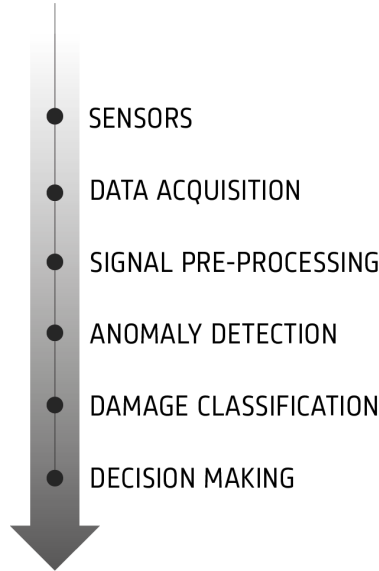 SENSORS
DATA ACQUISITION
SIGNAL PRE-PROCESSING
ANOMALY DETECTION
DAMAGE CLASSIFICATION
DECISION MAKING